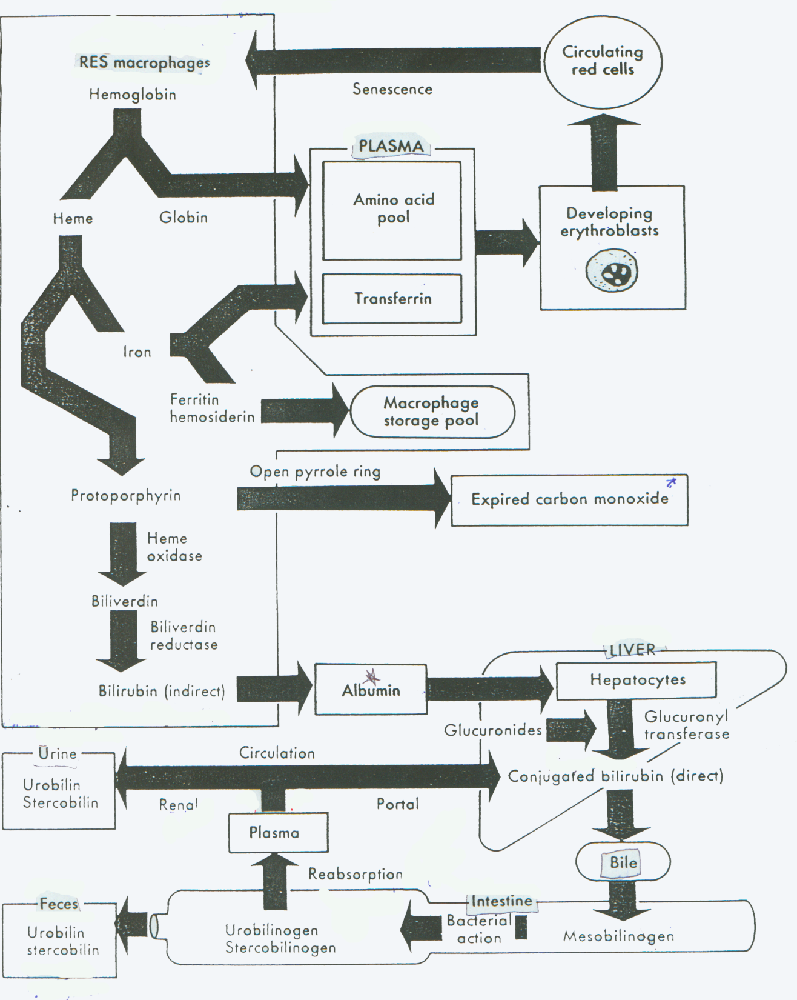 RES macrophages
Hemoglobin
Senescence
Circulating
red cells
PLASMA
Amino acid
pool
Transferrin
Developing
erythroblasts
Heme
Globin
Iron
Ferritin
hemosiderin
Macrophage
storage pool
Open pyrrole ring
Protoporphyrin
Expired carbon monoxide
Heme
oxidase
Biliverdin
Biliverdin
reductase
Bilirubin (indirect)
Albumin
LIVER
Hepatocytes
Glucuronides
Glucuronyl
transferase
Conjugated bilirubin (direct)
Circulation
Renal
Portal
Urine
Urobilin
Stercobilin
Plasma
Reabsorption
Bile
Intestine
Bacterial
action
Mesobilinogen
Urobilinogen
Stercobilinogen
Feces
Urobilin
stercobilin